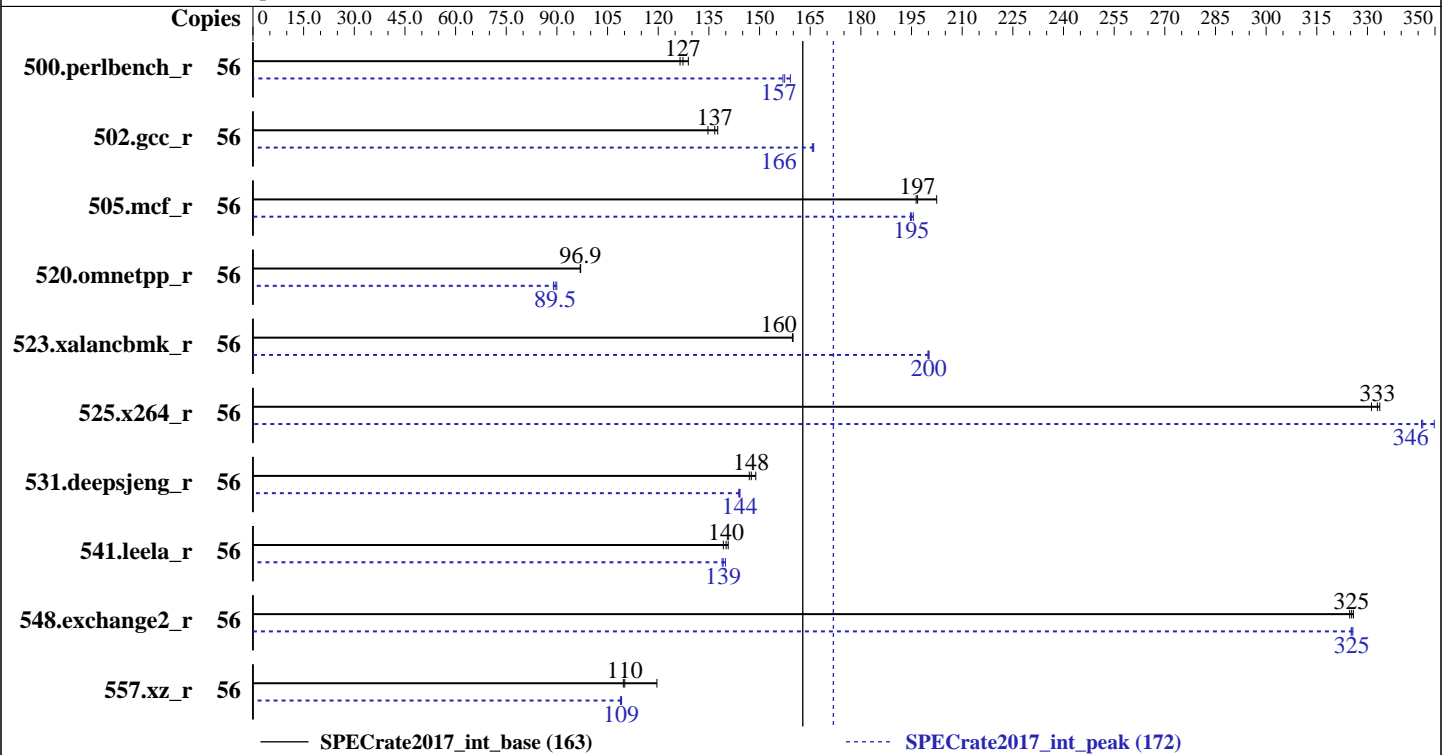 Copies 0 15.0 30.0 45.0 60.0 75.0 90.0 105 120 135 150 165 180 195 210 225 240 255 270 285 300 315 330 350
127
500.perlbench_r 56
157
137
502.gcc_r 56
166
197
505.mcf_r 56
195
96.9
520.omnetpp_r 56
89.5
160
523.xalancbmk_r 56
200
333
525.x264_r 56
346
148
531.deepsjeng_r 56
144
140
541.leela_r 56
139
325
548.exchange2_r 56
325
110
557.xz_r 56
109
SPECrate2017_int_base (163) SPECrate2017_int_peak (172)